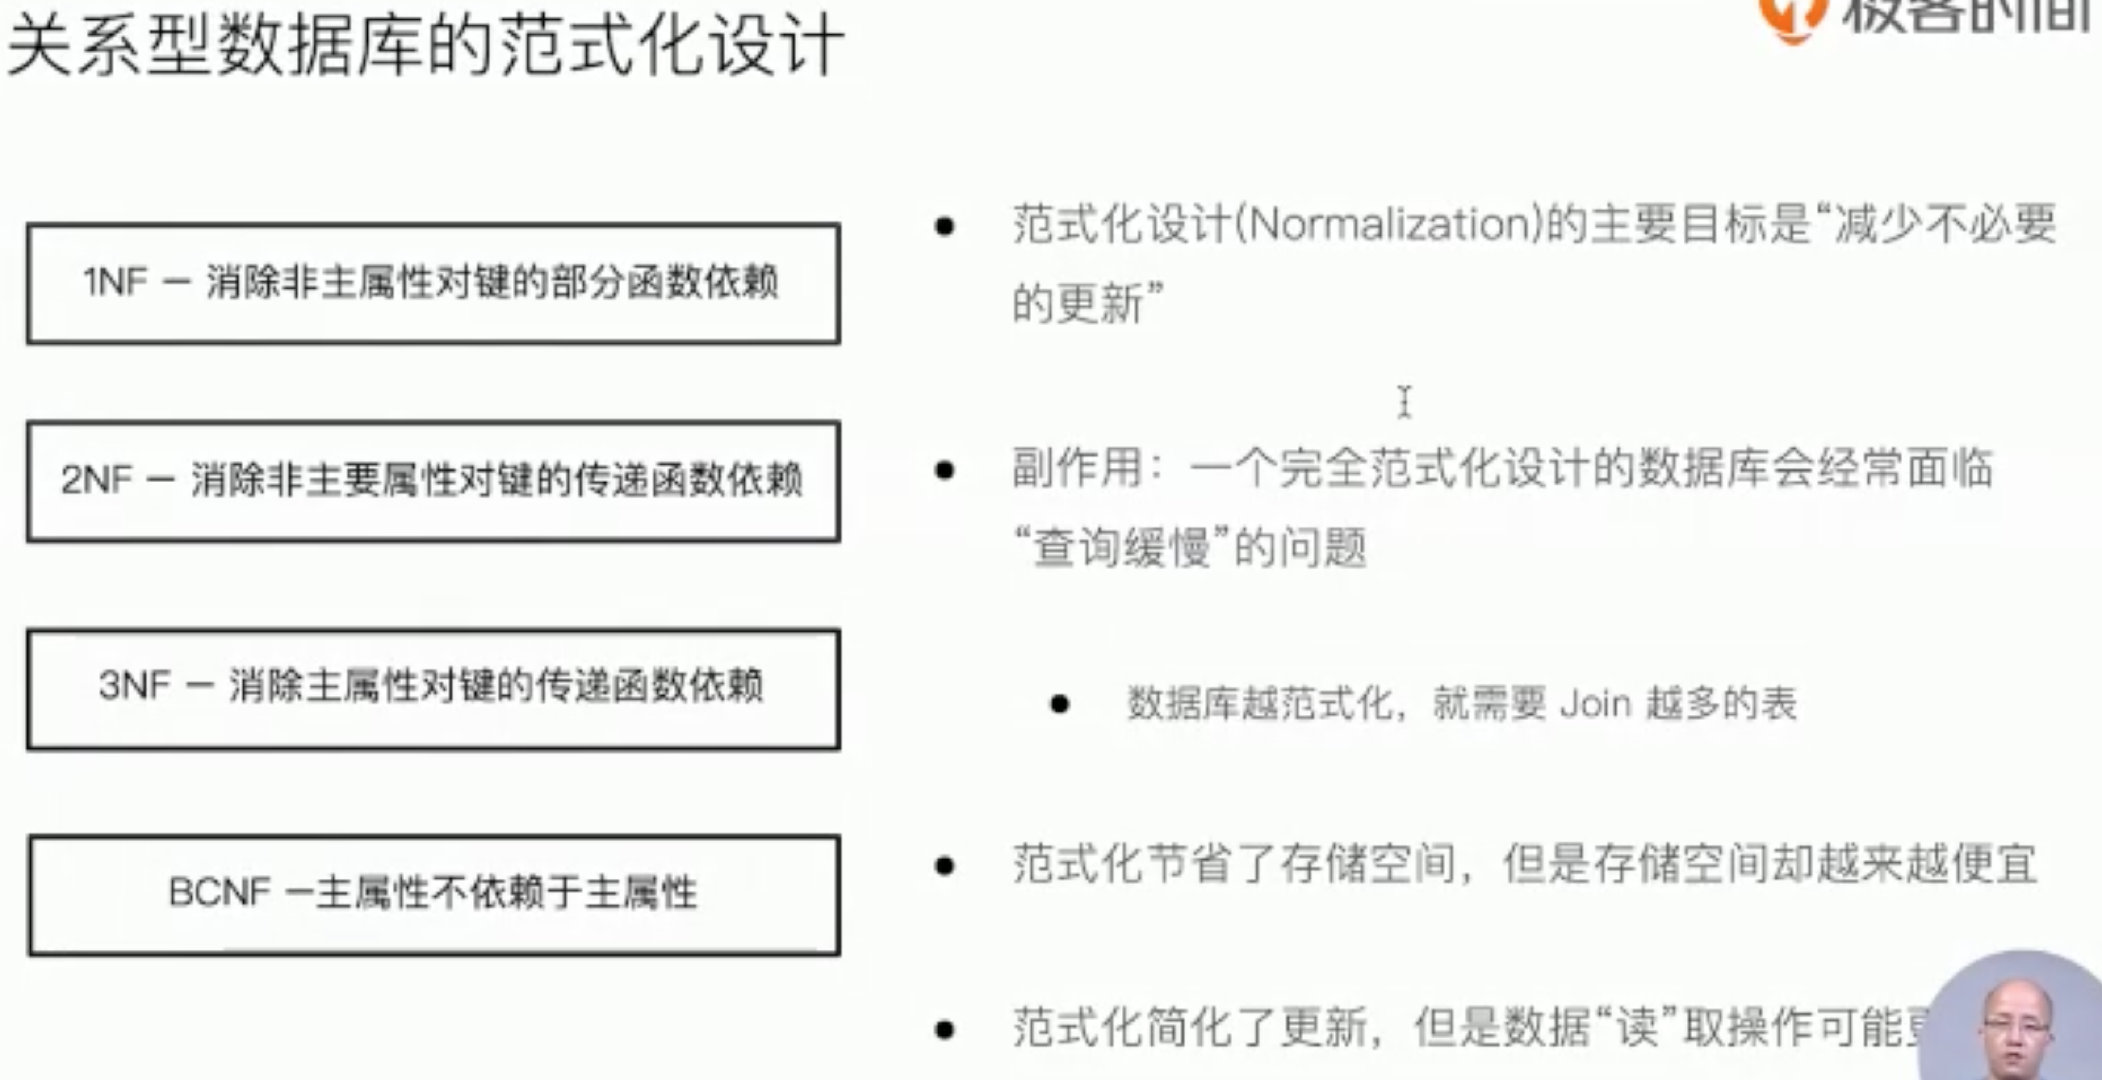 关系型数据库的范式化设计
极客时间
1NF – 消除非主属性对键的部分函数依赖
2NF – 消除非主要属性对键的传递函数依赖
3NF – 消除主属性对键的传递函数依赖
BCNF –主属性不依赖于主属性
● 范式化设计(Normalization)的主要目标是“减少不必要
的更新”
● 副作用：一个完全范式化设计的数据库会经常面临
“查询缓慢”的问题
● 数据库越范式化，就需要 Join 越多的表
● 范式化节省了存储空间，但是存储空间却越来越便宜
● 范式化简化了更新，但是数据“读”取操作可能